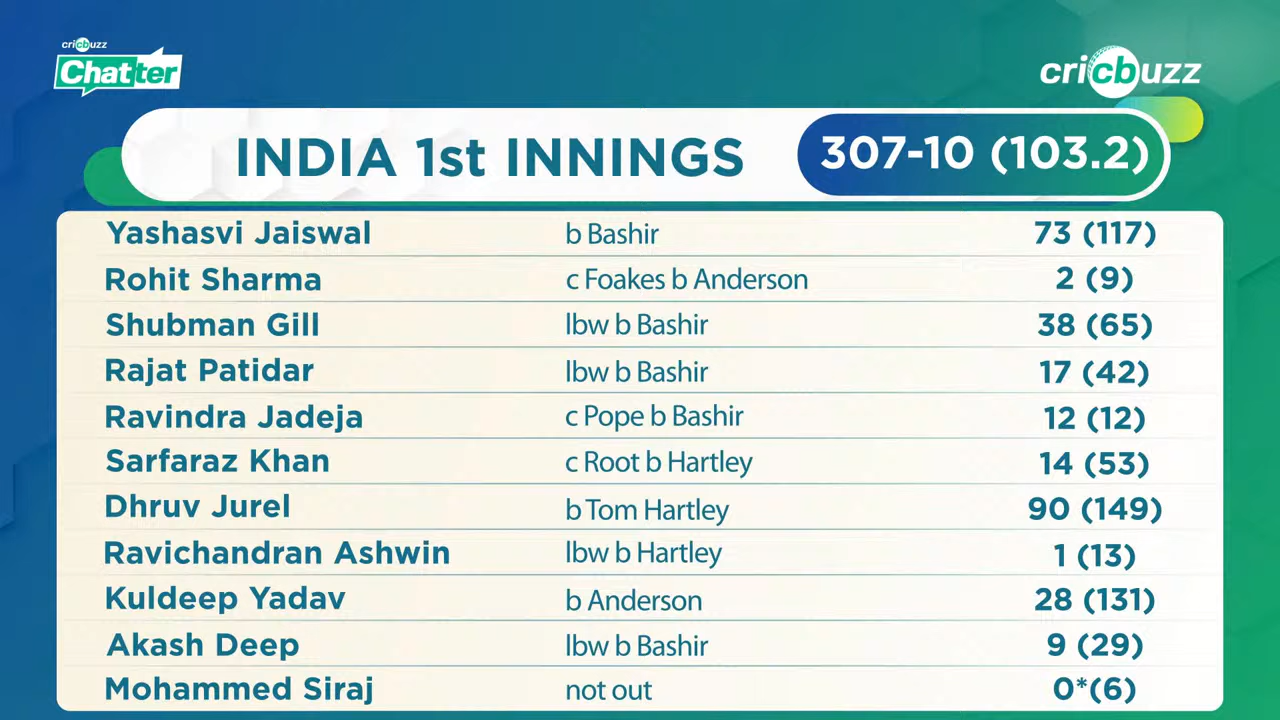 cricbuzz
Chatter
cricbuzz
INDIA 1st INNINGS 307-10 (103.2)
Yashasvi Jaiswal b Bashir 73 (117)
Rohit Sharma c Foakes b Anderson 2 (9)
Shubman Gill lbw b Bashir 38 (65)
Rajat Patidar lbw b Bashir 17 (42)
Ravindra Jadeja c Pope b Bashir 12 (12)
Sarfaraz Khan c Root b Hartley 14 (53)
Dhruv Jurel b Tom Hartley 90 (149)
Ravichandran Ashwin lbw b Hartley 1 (13)
Kuldeep Yadav b Anderson 28 (131)
Akash Deep lbw b Bashir 9 (29)
Mohammed Siraj not out 0*(6)